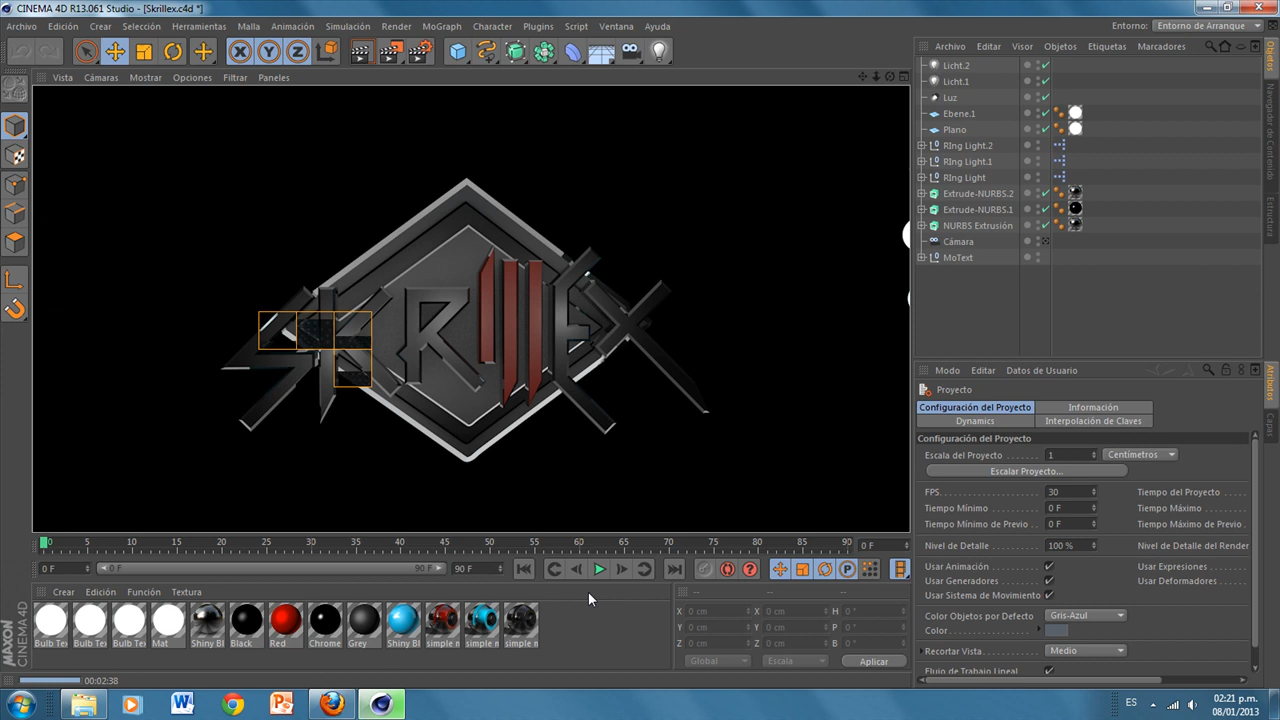 CINEMA 4D R13.061 Studio - [Skrillex.c4d *]
Archivo Edición Crear Selección Herramientas Malla Animación Simulación Render MoGraph Character Plugins Script Ventana Ayuda
Entorno: Entorno de Arranque
X Y Z
Archivo Editar Visor Objetos Etiquetas Marcadores
Vista Cámaras Mostrar Opciones Filtrar Paneles
Licht.2
Licht.1
Luz
Ebene.1
Plano
RIng Light.2
RIng Light.1
RIng Light
Extrude-NURBS.2
Extrude-NURBS.1
NURBS Extrusión
Cámara
MoText
Objetos
Navegador de Contenido
Estructura
SKRILLEX
Modo Editar Datos de Usuario
Atributos
Capas
Proyecto
Configuración del Proyecto Información
Dynamics Interpolación de Claves
Configuración del Proyecto
Escala del Proyecto 1 Centímetros
Escalar Proyecto...
FPS 30 Tiempo del Proyecto
Tiempo Mínimo 0 F Tiempo Máximo
Tiempo Mínimo de Previo 0 F Tiempo Máximo de Previo
Nivel de Detalle 100 % Nivel de Detalle del Render
Usar Animación Usar Expresiones
Usar Generadores Usar Deformadores
Usar Sistema de Movimiento
Color Objetos por Defecto Gris-Azul
Color
Recortar Vista Medio
Flujo de Trabajo Lineal
0 5 10 15 20 25 30 35 40 45 50 55 60 65 70 75 80 85 90 0 F
0 F 0 F 90 F 90 F
Crear Edición Función Textura
Bulb Te Bulb Te Bulb Te Mat Shiny Bl Black Red Chrome Grey Shiny Bl simple m simple m simple m
-- -- --
X 0 cm X 0 cm H 0 °
Y 0 cm Y 0 cm P 0 °
Z 0 cm Z 0 cm B 0 °
Global Escala Aplicar
MAXON CINEMA 4D
00:02:38
ES 02:21 p.m.
08/01/2013